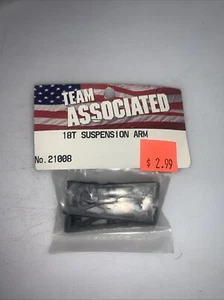 TEAM
ASSOCIATED
18T SUSPENSION ARM
No.21008
$ 2.99